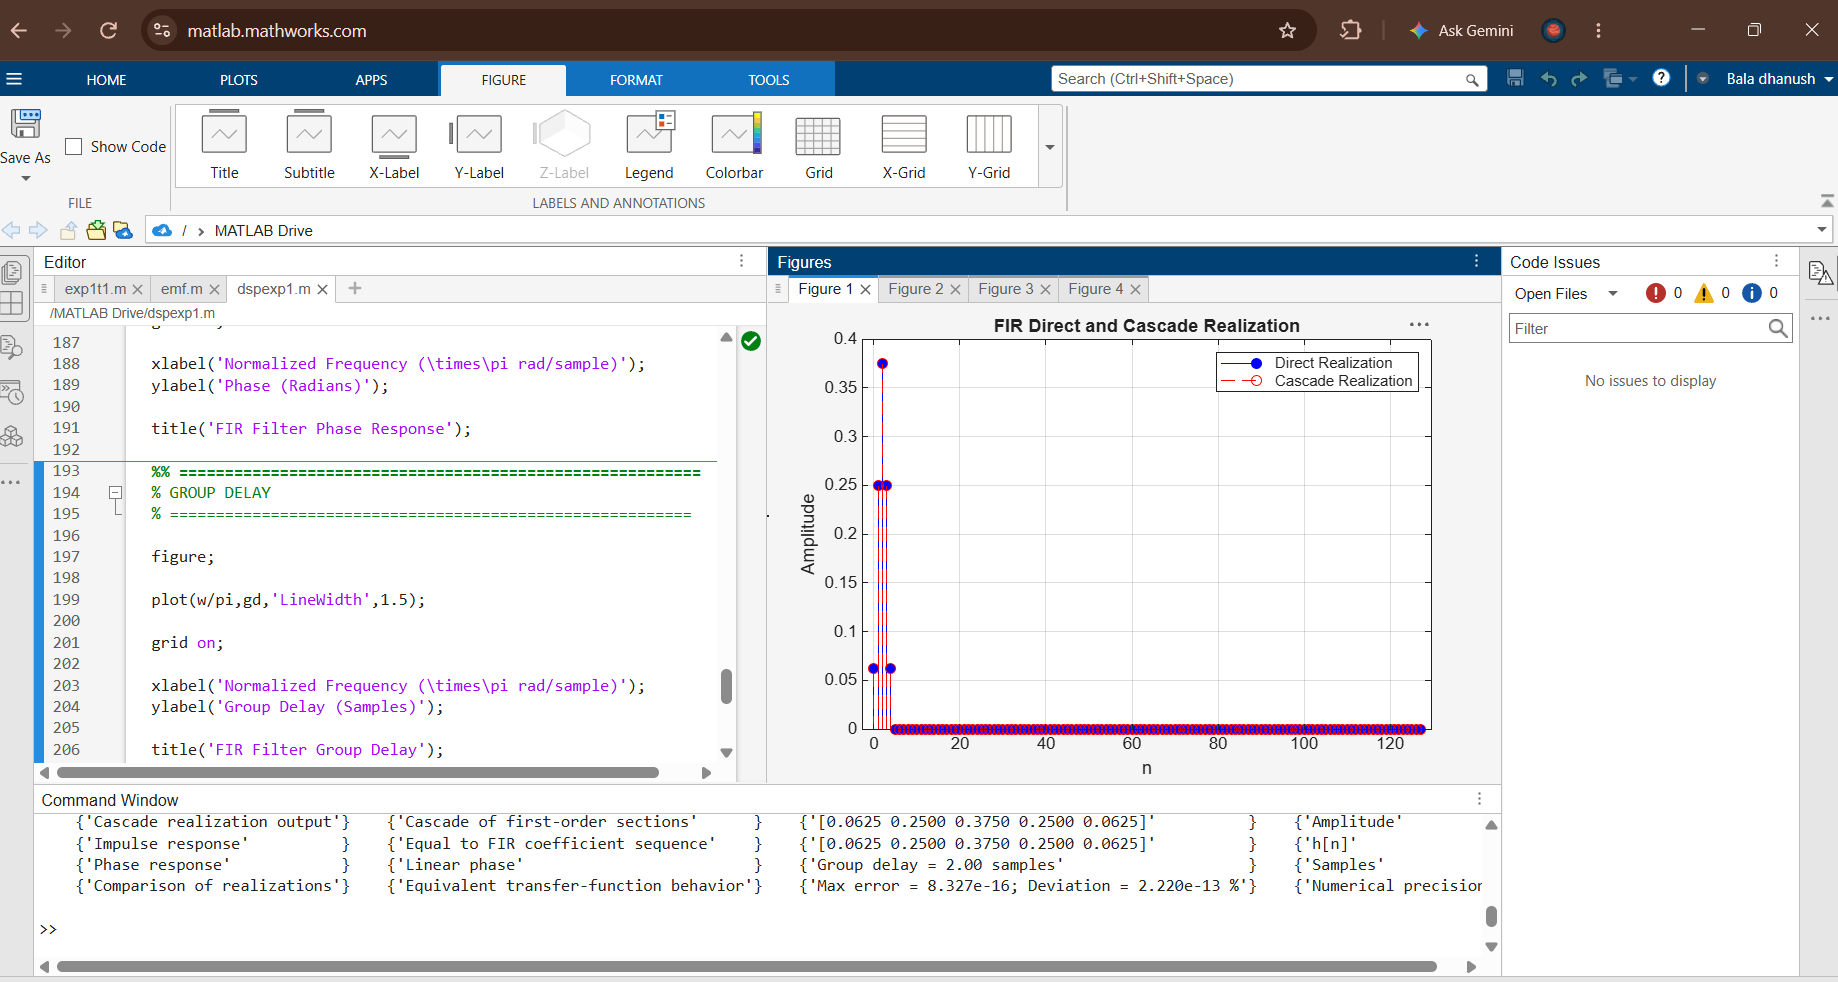 matlab.mathworks.com
Ask Gemini
HOME
PLOTS
APPS
FIGURE
FORMAT
TOOLS
Search (Ctrl+Shift+Space)
Bala dhanush
Save As
Show Code
Title
Subtitle
X-Label
Y-Label
Z-Label
Legend
Colorbar
Grid
X-Grid
Y-Grid
FILE
LABELS AND ANNOTATIONS
/ › MATLAB Drive
Editor
exp1t1.m
emf.m
dspexp1.m
/MATLAB Drive/dspexp1.m
187
188 xlabel('Normalized Frequency (\times\pi rad/sample)');
189 ylabel('Phase (Radians)');
190
191 title('FIR Filter Phase Response');
192
193 %% =========================================================
194 % GROUP DELAY
195 % =========================================================
196
197 figure;
198
199 plot(w/pi,gd,'LineWidth',1.5);
200
201 grid on;
202
203 xlabel('Normalized Frequency (\times\pi rad/sample)');
204 ylabel('Group Delay (Samples)');
205
206 title('FIR Filter Group Delay');
Figures
Figure 1
Figure 2
Figure 3
Figure 4
FIR Direct and Cascade Realization
Direct Realization
Cascade Realization
Amplitude
0.4
0.35
0.3
0.25
0.2
0.15
0.1
0.05
0
0 20 40 60 80 100 120
n
Code Issues
Open Files
0
0
0
Filter
No issues to display
Command Window
{'Cascade realization output'} {'Cascade of first-order sections' } {'[0.0625 0.2500 0.3750 0.2500 0.0625]' } {'Amplitude'
{'Impulse response' } {'Equal to FIR coefficient sequence' } {'[0.0625 0.2500 0.3750 0.2500 0.0625]' } {'h[n]'
{'Phase response' } {'Linear phase' } {'Group delay = 2.00 samples' } {'Samples'
{'Comparison of realizations'} {'Equivalent transfer-function behavior'} {'Max error = 8.327e-16; Deviation = 2.220e-13 %'} {'Numerical precision
>>